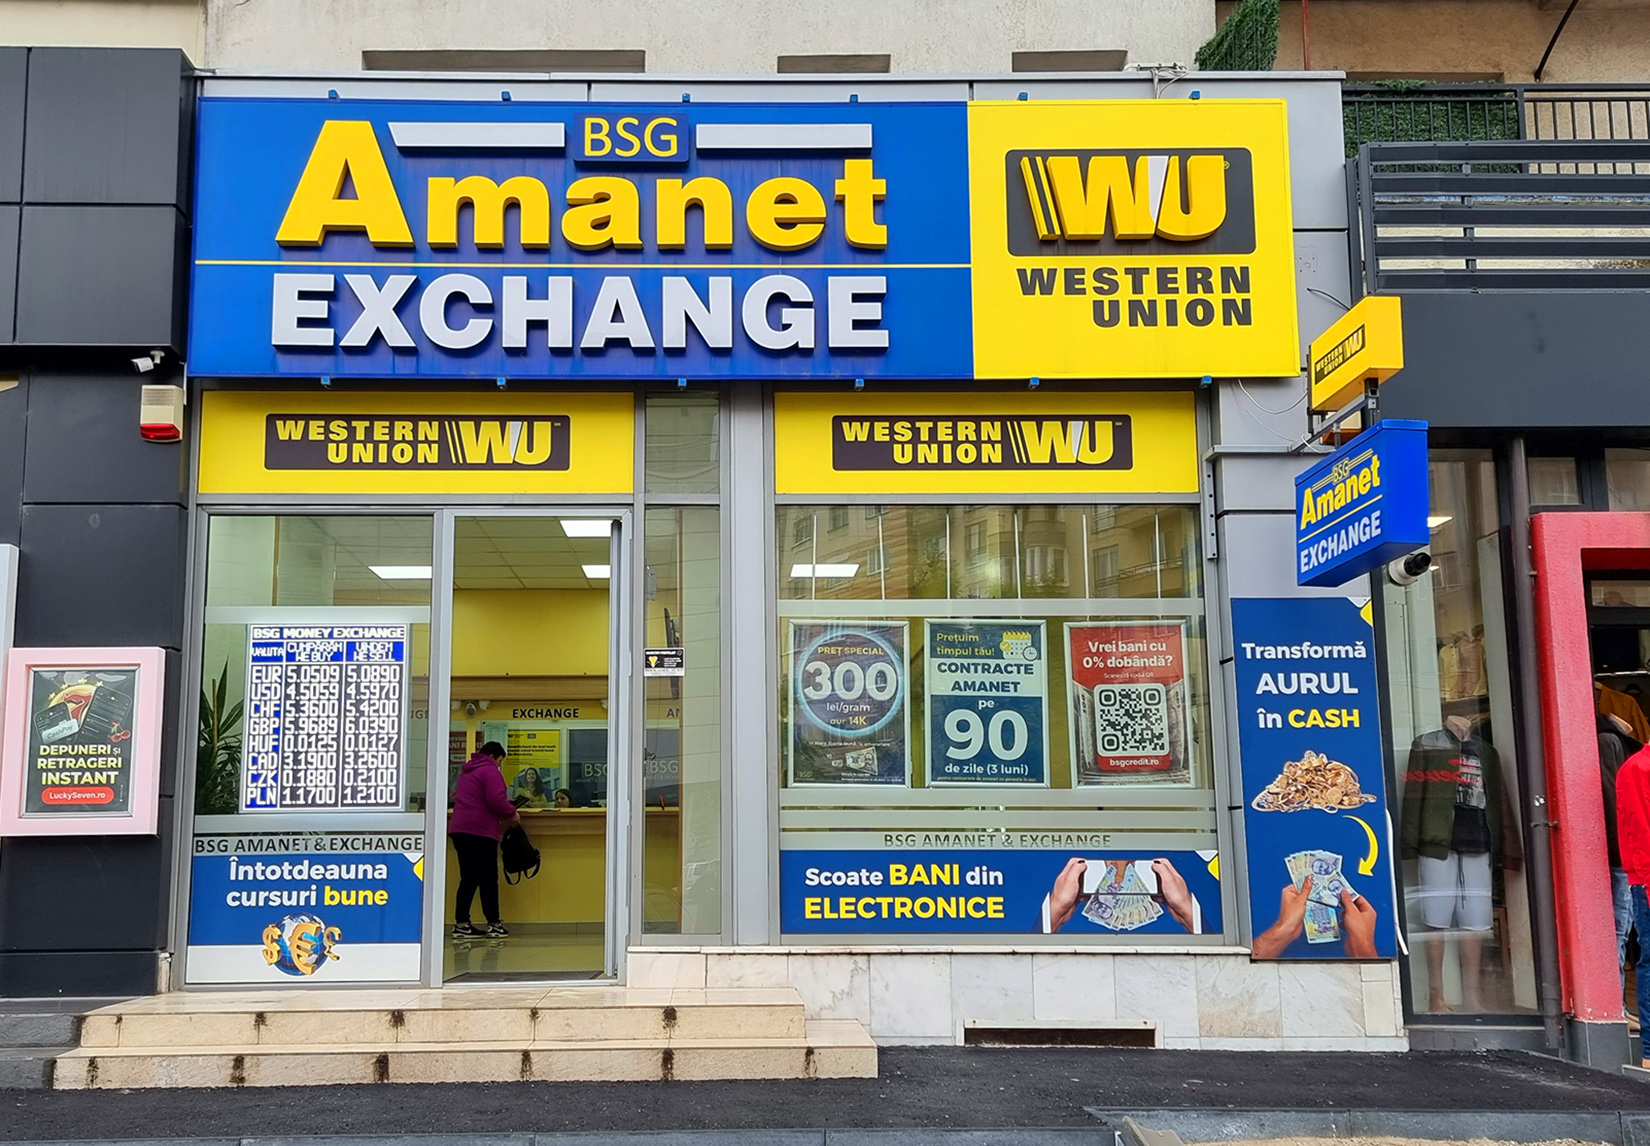 BSG
Amanet
EXCHANGE
WU
WESTERN
UNION
WESTERN
UNION
WU
WESTERN
UNION WU
WESTERN
UNION WU
BSG
Amanet
EXCHANGE
BSG MONEY EXCHANGE
VALUTA CUMPARAM VINDEM
WE BUY WE SELL
EUR 5.0509 5.0890
USD 4.5059 4.5970
CHF 5.3600 5.4200
GBP 5.9689 6.0390
HUF 0.0125 0.0127
CAD 3.1900 3.2600
CZK 0.1880 0.2100
PLN 1.1700 1.2100
BSG AMANET & EXCHANGE
Întotdeauna
cursuri bune
EXCHANGE
BSG
BSG
PREȚ SPECIAL
300
lei/gram
aur 14K
Prețuim
timpul tău!
CONTRACTE
AMANET
pe
90
de zile (3 luni)
Vrei bani cu
0% dobândă?
Scanează codul QR
bsgcredit.ro
BSG AMANET & EXCHANGE
Scoate BANI din
ELECTRONICE
Transformă
AURUL
în CASH
CashPay
DEPUNERI și
RETRAGERI
INSTANT
LuckySeven.ro